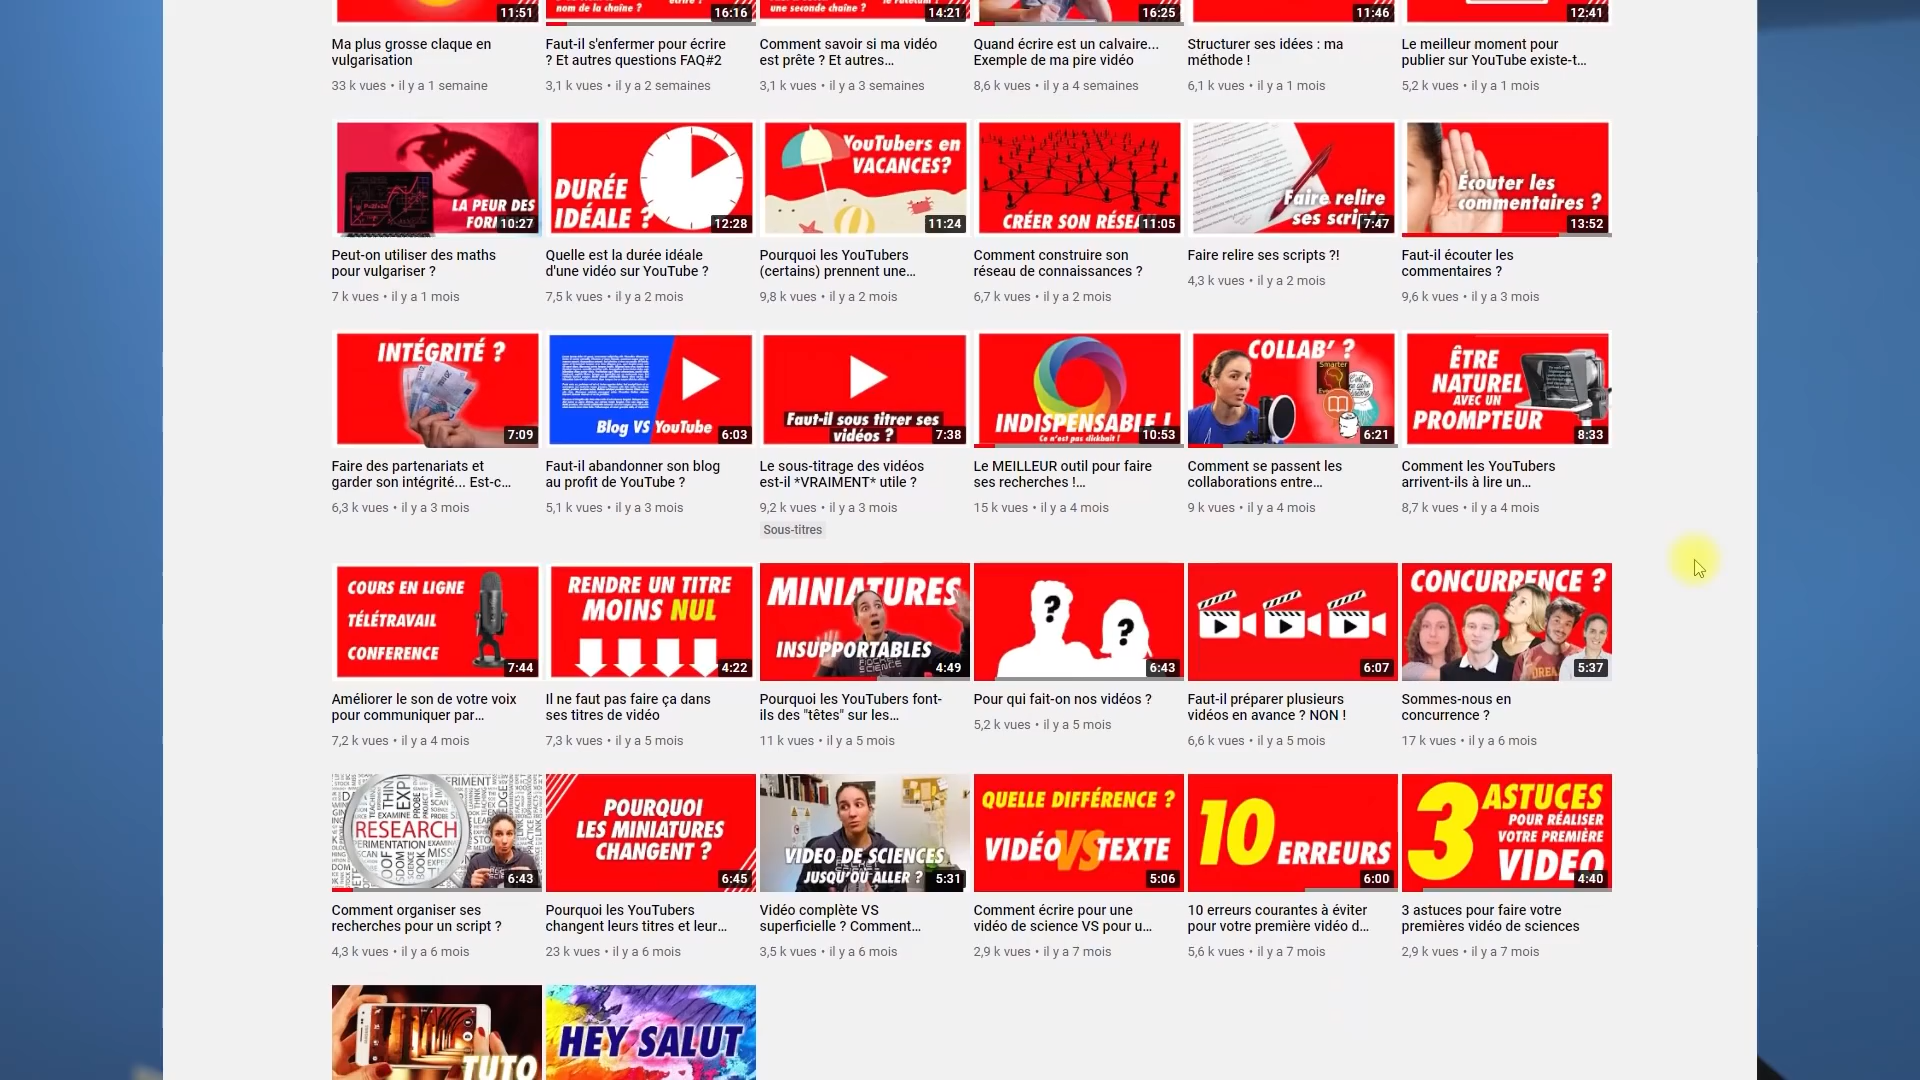 nom de la chaîne ?
une seconde chaîne ?
11:51
16:16
14:21
16:25
11:46
12:41
Ma plus grosse claque en
vulgarisation
33 k vues • il y a 1 semaine
Faut-il s'enfermer pour écrire
? Et autres questions FAQ#2
3,1 k vues • il y a 2 semaines
Comment savoir si ma vidéo
est prête ? Et autres...
3,1 k vues • il y a 3 semaines
Quand écrire est un calvaire...
Exemple de ma pire vidéo
8,6 k vues • il y a 4 semaines
Structurer ses idées : ma
méthode !
6,1 k vues • il y a 1 mois
Le meilleur moment pour
publier sur YouTube existe-t...
5,2 k vues • il y a 1 mois
LA PEUR DES
FOR
10:27
DURÉE
IDÉALE ?
12:28
YouTubers en
VACANCES?
11:24
CRÉER SON RÉSEA
11:05
Faire relire
ses scripts
7:47
Écouter les
commentaires ?
13:52
Peut-on utiliser des maths
pour vulgariser ?
7 k vues • il y a 1 mois
Quelle est la durée idéale
d'une vidéo sur YouTube ?
7,5 k vues • il y a 2 mois
Pourquoi les YouTubers
(certains) prennent une...
9,8 k vues • il y a 2 mois
Comment construire son
réseau de connaissances ?
6,7 k vues • il y a 2 mois
Faire relire ses scripts ?!
4,3 k vues • il y a 2 mois
Faut-il écouter les
commentaires ?
9,6 k vues • il y a 3 mois
INTÉGRITÉ ?
7:09
Blog VS YouTube
6:03
Faut-il sous titrer ses
vidéos ?
7:38
INDISPENSABLE !
Ce n'est pas clickbait !
10:53
COLLAB' ?
6:21
ÊTRE
NATUREL
AVEC UN
PROMPTEUR
8:33
Faire des partenariats et
garder son intégrité... Est-c...
6,3 k vues • il y a 3 mois
Faut-il abandonner son blog
au profit de YouTube ?
5,1 k vues • il y a 3 mois
Le sous-titrage des vidéos
est-il *VRAIMENT* utile ?
9,2 k vues • il y a 3 mois
Sous-titres
Le MEILLEUR outil pour faire
ses recherches !...
15 k vues • il y a 4 mois
Comment se passent les
collaborations entre...
9 k vues • il y a 4 mois
Comment les YouTubers
arrivent-ils à lire un...
8,7 k vues • il y a 4 mois
COURS EN LIGNE
TÉLÉTRAVAIL
CONFERENCE
7:44
RENDRE UN TITRE
MOINS NUL
4:22
MINIATURES
INSUPPORTABLES
4:49
? ?
6:43
6:07
CONCURRENCE ?
5:37
Améliorer le son de votre voix
pour communiquer par...
7,2 k vues • il y a 4 mois
Il ne faut pas faire ça dans
ses titres de vidéo
7,3 k vues • il y a 5 mois
Pourquoi les YouTubers font-
ils des "têtes" sur les...
11 k vues • il y a 5 mois
Pour qui fait-on nos vidéos ?
5,2 k vues • il y a 5 mois
Faut-il préparer plusieurs
vidéos en avance ? NON !
6,6 k vues • il y a 5 mois
Sommes-nous en
concurrence ?
17 k vues • il y a 6 mois
RESEARCH
6:43
POURQUOI
LES MINIATURES
CHANGENT ?
6:45
VIDEO DE SCIENCES
JUSQU'OÙ ALLER ?
5:31
QUELLE DIFFÉRENCE ?
VIDÉO VS TEXTE
5:06
10 ERREURS
6:00
3 ASTUCES
POUR RÉALISER
VOTRE PREMIÈRE
VIDEO
4:40
Comment organiser ses
recherches pour un script ?
4,3 k vues • il y a 6 mois
Pourquoi les YouTubers
changent leurs titres et leur...
23 k vues • il y a 6 mois
Vidéo complète VS
superficielle ? Comment...
3,5 k vues • il y a 6 mois
Comment écrire pour une
vidéo de science VS pour u...
2,9 k vues • il y a 7 mois
10 erreurs courantes à éviter
pour votre première vidéo d...
5,6 k vues • il y a 7 mois
3 astuces pour faire votre
premières vidéo de sciences
2,9 k vues • il y a 7 mois
TUTO
HEY SALUT